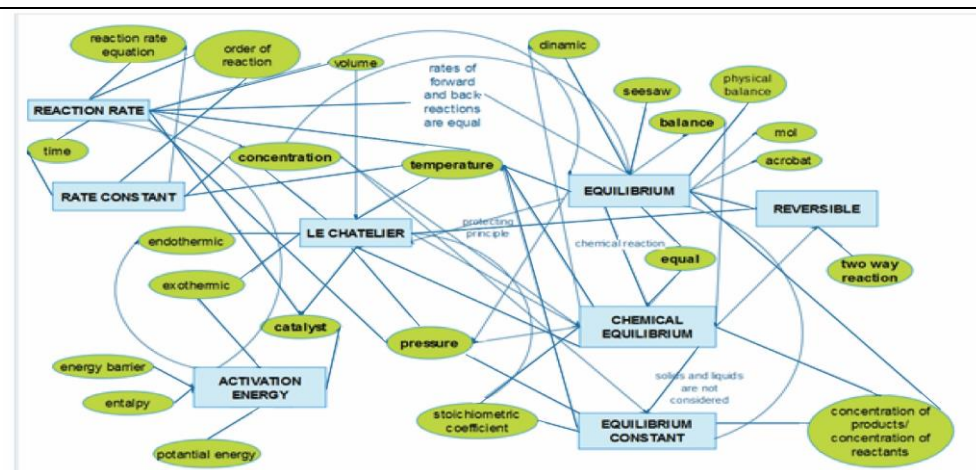 reaction rate
equation
order of
reaction
volume
rates of
forward
and back
reactions
are equal
dinamic
seesaw
physical
balance
REACTION RATE
balance
mol
time
concentration
temperature
acrobat
RATE CONSTANT
EQUILIBRIUM
REVERSIBLE
LE CHATELIER
protecting
principle
endothermic
chemical reaction
equal
two way
reaction
exothermic
catalyst
pressure
CHEMICAL
EQUILIBRIUM
energy barrier
ACTIVATION
ENERGY
solids and liquids
are not
considered
entalpy
stoichiometric
coefficient
EQUILIBRIUM
CONSTANT
concentration of
products/
concentration of
reactants
potential energy